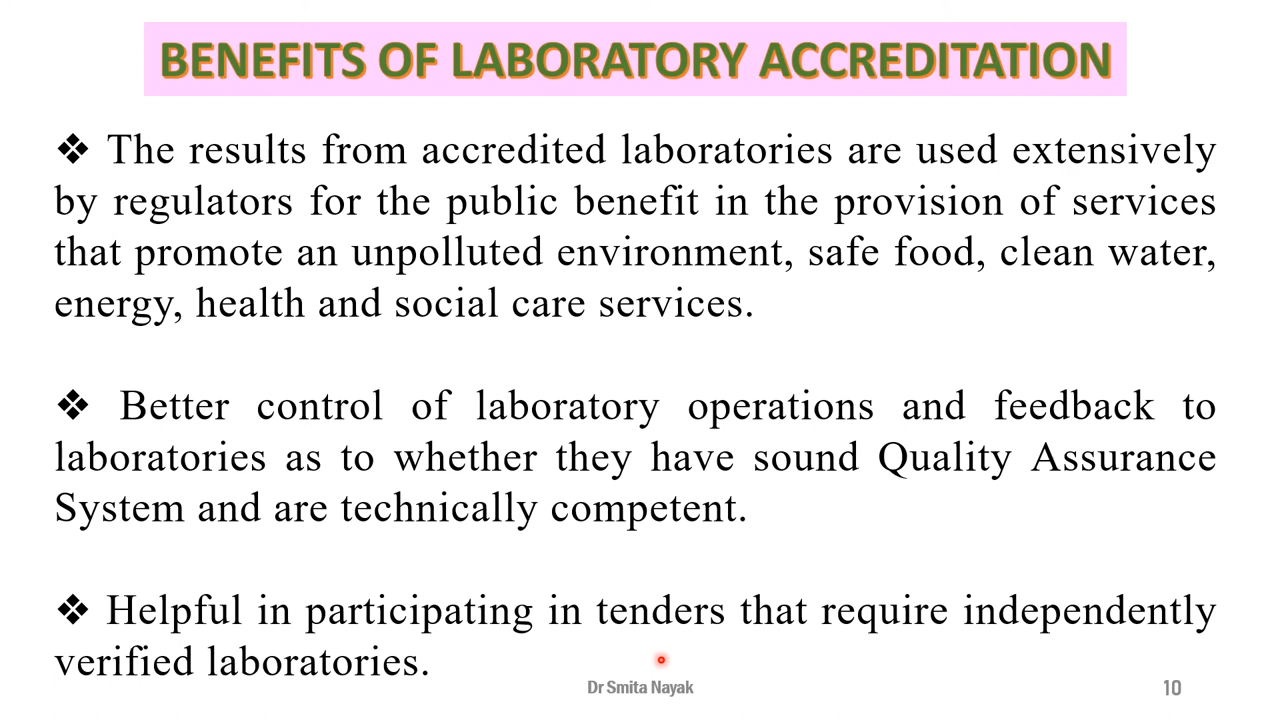 BENEFITS OF LABORATORY ACCREDITATION
❖ The results from accredited laboratories are used extensively
by regulators for the public benefit in the provision of services
that promote an unpolluted environment, safe food, clean water,
energy, health and social care services.
❖ Better control of laboratory operations and feedback to
laboratories as to whether they have sound Quality Assurance
System and are technically competent.
❖ Helpful in participating in tenders that require independently
verified laboratories.
Dr Smita Nayak
10